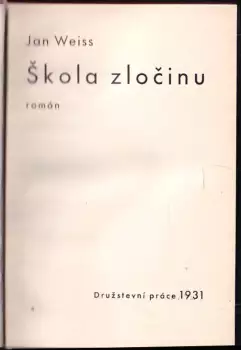 Jan Weiss
Škola zločinu
román
Družstevní práce 1931